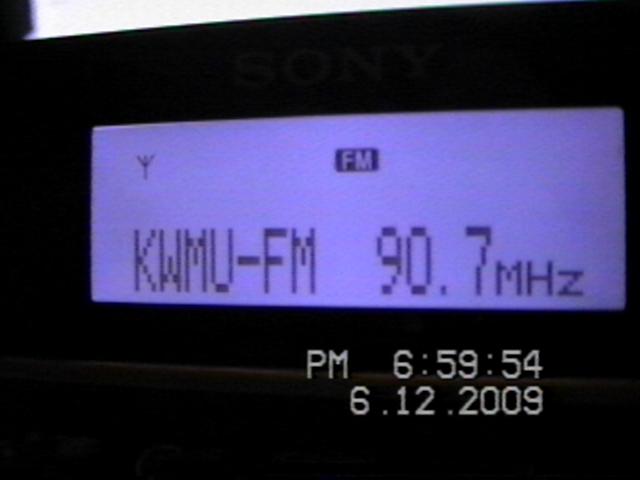 SONY
FM
KWMU-FM 90.7MHz
PM 6:59:54
6.12.2009